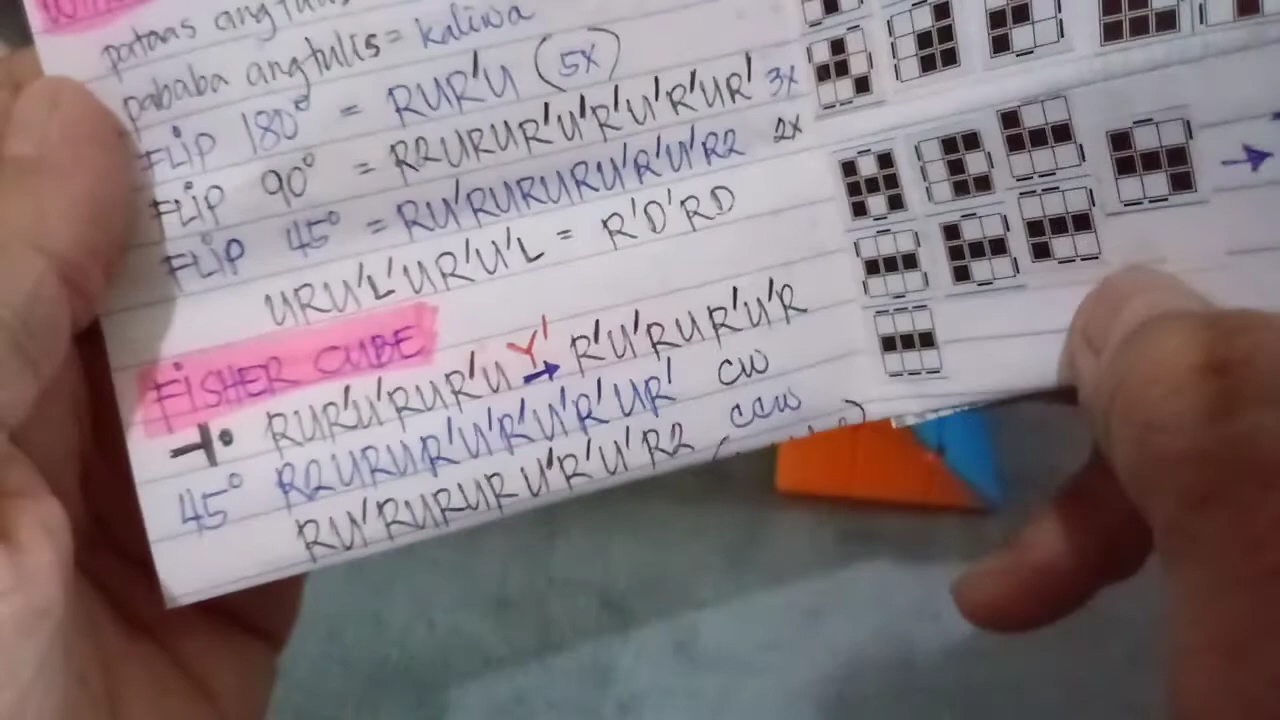 pataas ang tulis
pababa ang tulis = kaliwa
FLIP 180° = RUR'U (5X)
FLIP 90° = R2URUR'U'R'U'R'UR' 3X
FLIP 45° = RU'RURURU'R'U'R2 2X
URU'L'UR'U'L = R'D'RD
FISHER CUBE
RUR'U'RUR'U Y' → R'U'RUR'U'R
45° R2URUR'U'R'U'R'UR' CW
RU'RURURU'R'U'R2 CCW